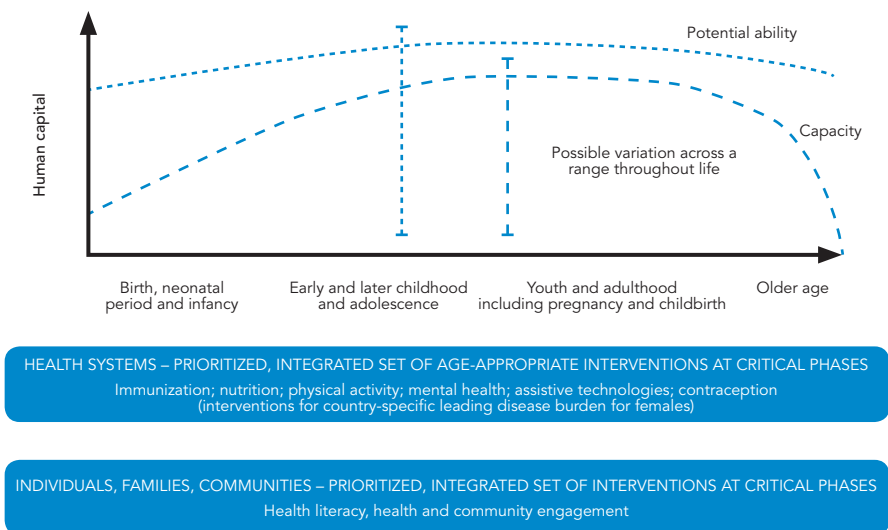 Potential ability
Human capital
Capacity
Possible variation across a
range throughout life
Birth, neonatal
period and infancy
Early and later childhood
and adolescence
Youth and adulthood
including pregnancy and childbirth
Older age
HEALTH SYSTEMS – PRIORITIZED, INTEGRATED SET OF AGE-APPROPRIATE INTERVENTIONS AT CRITICAL PHASES
Immunization; nutrition; physical activity; mental health; assistive technologies; contraception
(interventions for country-specific leading disease burden for females)
INDIVIDUALS, FAMILIES, COMMUNITIES – PRIORITIZED, INTEGRATED SET OF INTERVENTIONS AT CRITICAL PHASES
Health literacy, health and community engagement